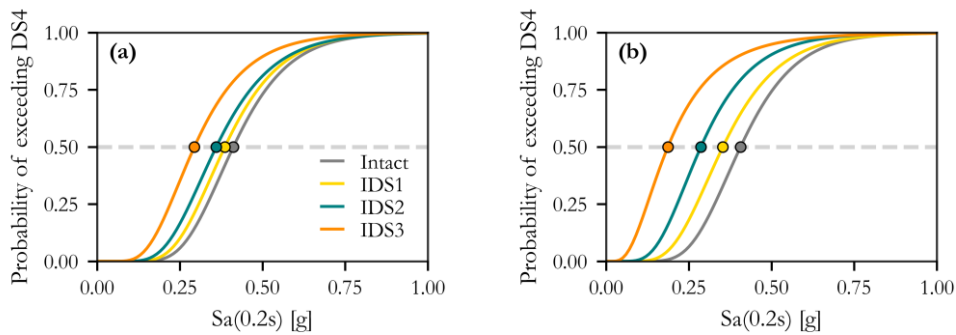 Probability of exceeding DS4
1.00
0.75
0.50
0.25
0.00
(a)
Intact
IDS1
IDS2
IDS3
0.00 0.25 0.50 0.75 1.00
Sa(0.2s) [g]
Probability of exceeding DS4
1.00
0.75
0.50
0.25
0.00
(b)
0.00 0.25 0.50 0.75 1.00
Sa(0.2s) [g]